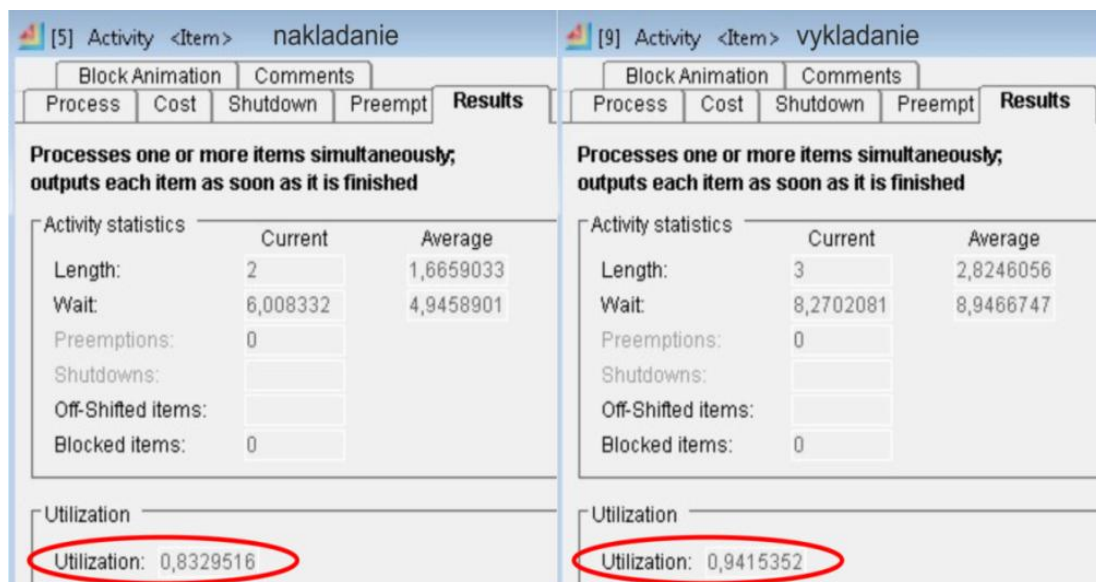 [5] Activity <Item> nakladanie
Block Animation Comments
Process Cost Shutdown Preempt Results
Processes one or more items simultaneously;
outputs each item as soon as it is finished
Activity statistics
Current Average
Length: 2 1,6659033
Wait: 6,008332 4,9458901
Preemptions: 0
Shutdowns:
Off-Shifted items:
Blocked items: 0
Utilization
Utilization: 0,8329516
[9] Activity <Item> vykladanie
Block Animation Comments
Process Cost Shutdown Preempt Results
Processes one or more items simultaneously;
outputs each item as soon as it is finished
Activity statistics
Current Average
Length: 3 2,8246056
Wait: 8,2702081 8,9466747
Preemptions: 0
Shutdowns:
Off-Shifted items:
Blocked items: 0
Utilization
Utilization: 0,9415352